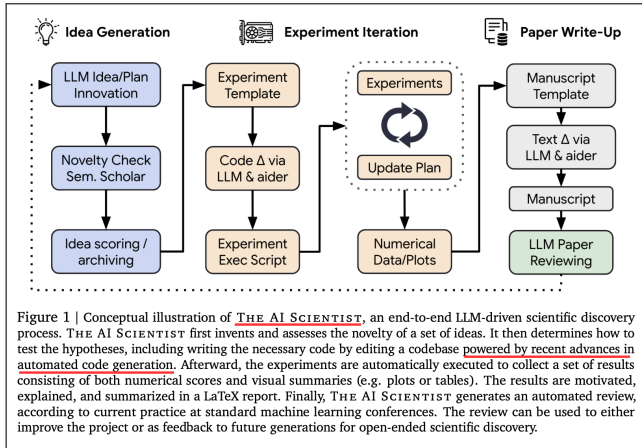 Idea Generation
Experiment Iteration
Paper Write-Up
LLM Idea/Plan
Innovation
Novelty Check
Sem. Scholar
Idea scoring /
archiving
Experiment
Template
Code Δ via
LLM & aider
Experiment
Exec Script
Experiments
Update Plan
Numerical
Data/Plots
Manuscript
Template
Text Δ via
LLM & aider
Manuscript
LLM Paper
Reviewing
Figure 1 | Conceptual illustration of THE AI SCIENTIST, an end-to-end LLM-driven scientific discovery
process. THE AI SCIENTIST first invents and assesses the novelty of a set of ideas. It then determines how to
test the hypotheses, including writing the necessary code by editing a codebase powered by recent advances in
automated code generation. Afterward, the experiments are automatically executed to collect a set of results
consisting of both numerical scores and visual summaries (e.g. plots or tables). The results are motivated,
explained, and summarized in a LaTeX report. Finally, THE AI SCIENTIST generates an automated review,
according to current practice at standard machine learning conferences. The review can be used to either
improve the project or as feedback to future generations for open-ended scientific discovery.